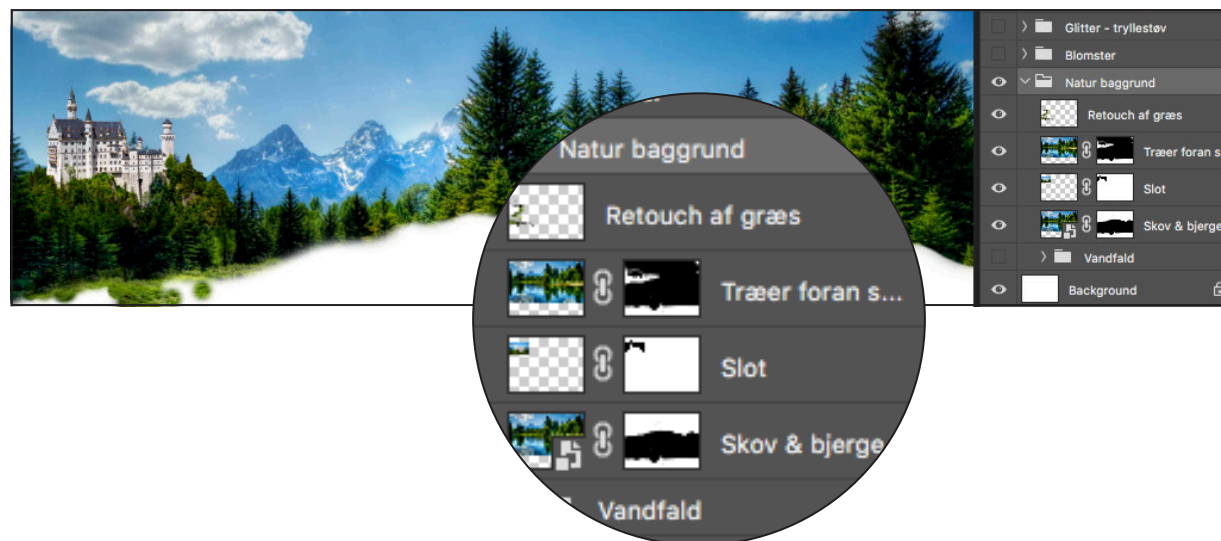 Glitter - tryllestøv
Blomster
Natur baggrund
Retouch af græs
Træer foran s
Slot
Skov & bjerge
Vandfald
Background
Natur baggrund
Retouch af græs
Træer foran s...
Slot
Skov & bjerge
Vandfald